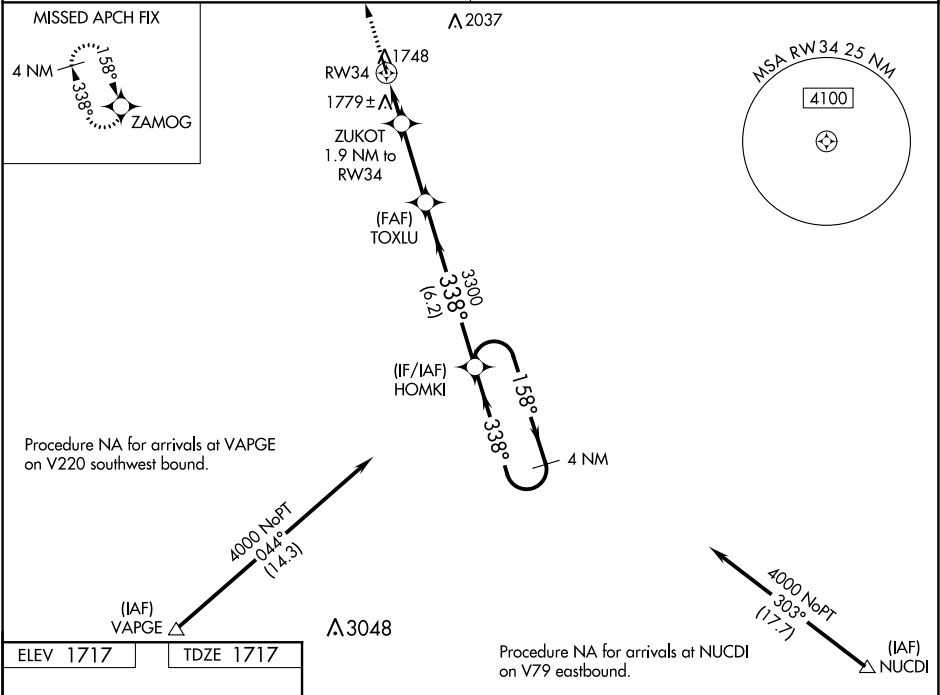 MISSED APCH FIX
4 NM
158°
338°
ZAMOG
2037
1748
RW34
1779±
ZUKOT
1.9 NM to
RW34
MSA RW34 25 NM
4100
(FAF)
TOXLU
3300
338°
(6.2)
(IF/IAF)
HOMKI
158°
338°
4 NM
Procedure NA for arrivals at VAPGE
on V220 southwest bound.
4000 NoPT
044°
(14.3)
(IAF)
VAPGE
3048
4000 NoPT
303°
(17.7)
(IAF)
NUCDI
Procedure NA for arrivals at NUCDI
on V79 eastbound.
ELEV 1717
TDZE 1717